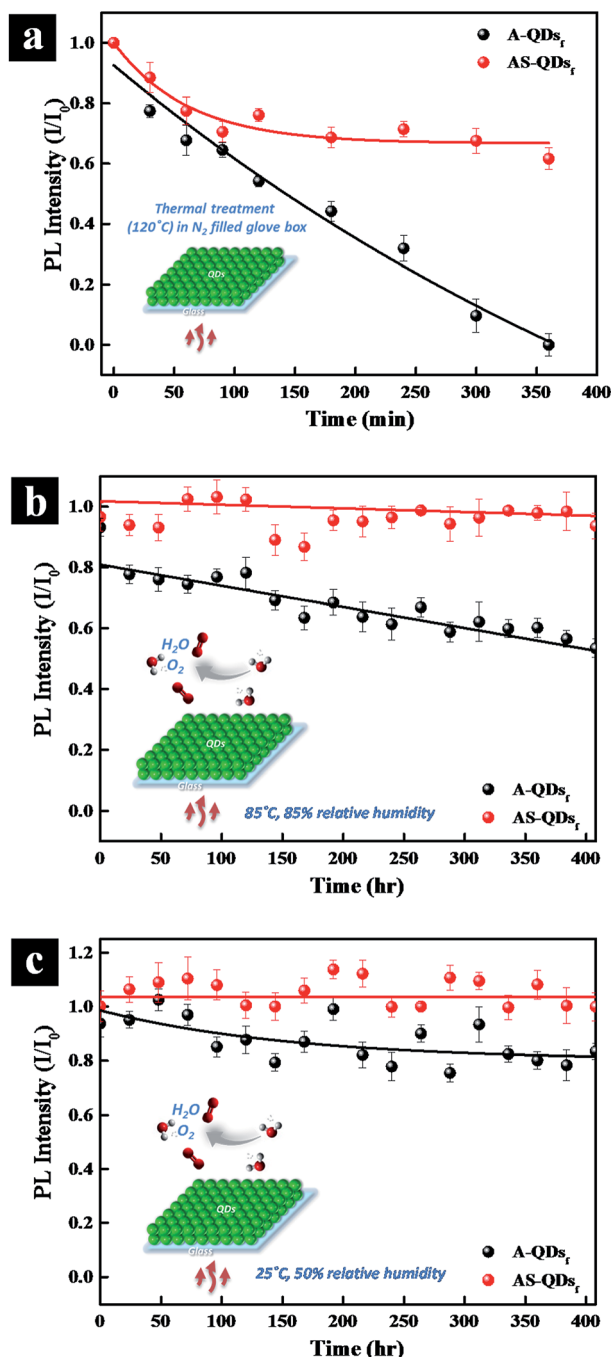 a
A-QDsf
AS-QDsf
PL Intensity (I/I0)
1.0
0.8
0.6
0.4
0.2
0.0
Thermal treatment
(120˚C) in N2 filled glove box
QDs
Glass
0 50 100 150 200 250 300 350 400
Time (min)
b
PL Intensity (I/I0)
1.0
0.8
0.6
0.4
0.2
0.0
H2O
O2
QDs
Glass
85˚C, 85% relative humidity
A-QDsf
AS-QDsf
0 50 100 150 200 250 300 350 400
Time (hr)
c
PL Intensity (I/I0)
1.2
1.0
0.8
0.6
0.4
0.2
0.0
H2O
O2
QDs
Glass
25˚C, 50% relative humidity
A-QDsf
AS-QDsf
0 50 100 150 200 250 300 350 400
Time (hr)